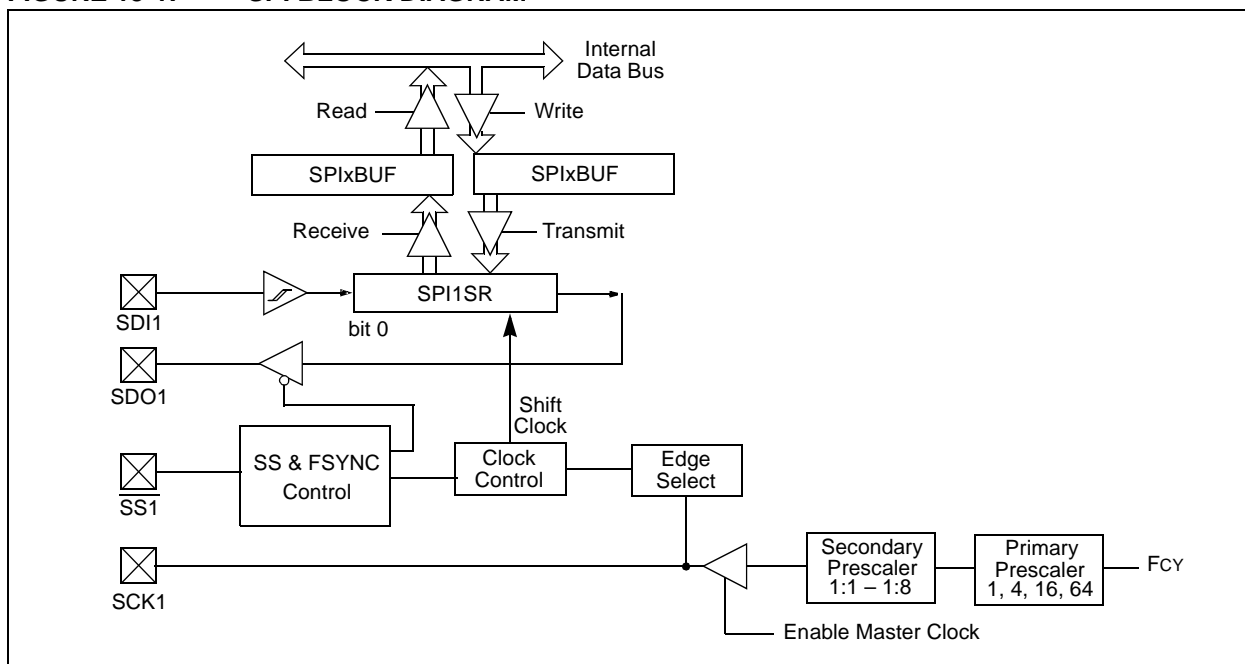 Internal
Data Bus
Read
Write
SPIxBUF
SPIxBUF
Receive
Transmit
SPI1SR
SDI1
bit 0
SDO1
Shift
Clock
SS & FSYNC
Control
Clock
Control
Edge
Select
SS1
Secondary
Prescaler
1:1 – 1:8
Primary
Prescaler
1, 4, 16, 64
FCY
SCK1
Enable Master Clock